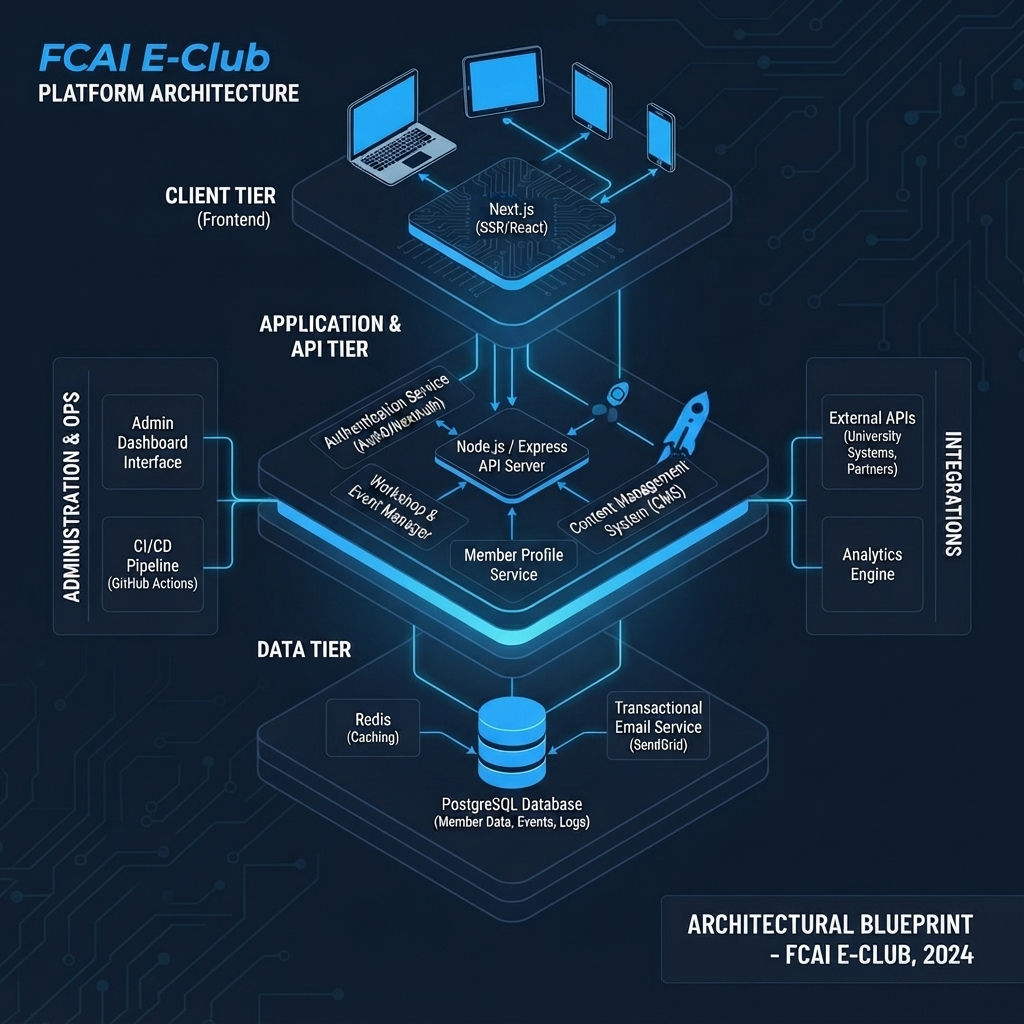 FCAI E-Club
PLATFORM ARCHITECTURE
CLIENT TIER
(Frontend)
Next.js
(SSR/React)
APPLICATION &
API TIER
Authentication Service
(Auth0/NextAuth)
Node.js / Express
API Server
Workshop &
Event Manager
Content Management
System (CMS)
Member Profile
Service
ADMINISTRATION & OPS
Admin
Dashboard
Interface
CI/CD
Pipeline
(GitHub Actions)
External APIs
(University
Systems,
Partners)
Analytics
Engine
INTEGRATIONS
DATA TIER
Redis
(Caching)
Transactional
Email Service
(SendGrid)
PostgreSQL Database
(Member Data, Events, Logs)
ARCHITECTURAL BLUEPRINT
- FCAI E-CLUB, 2024